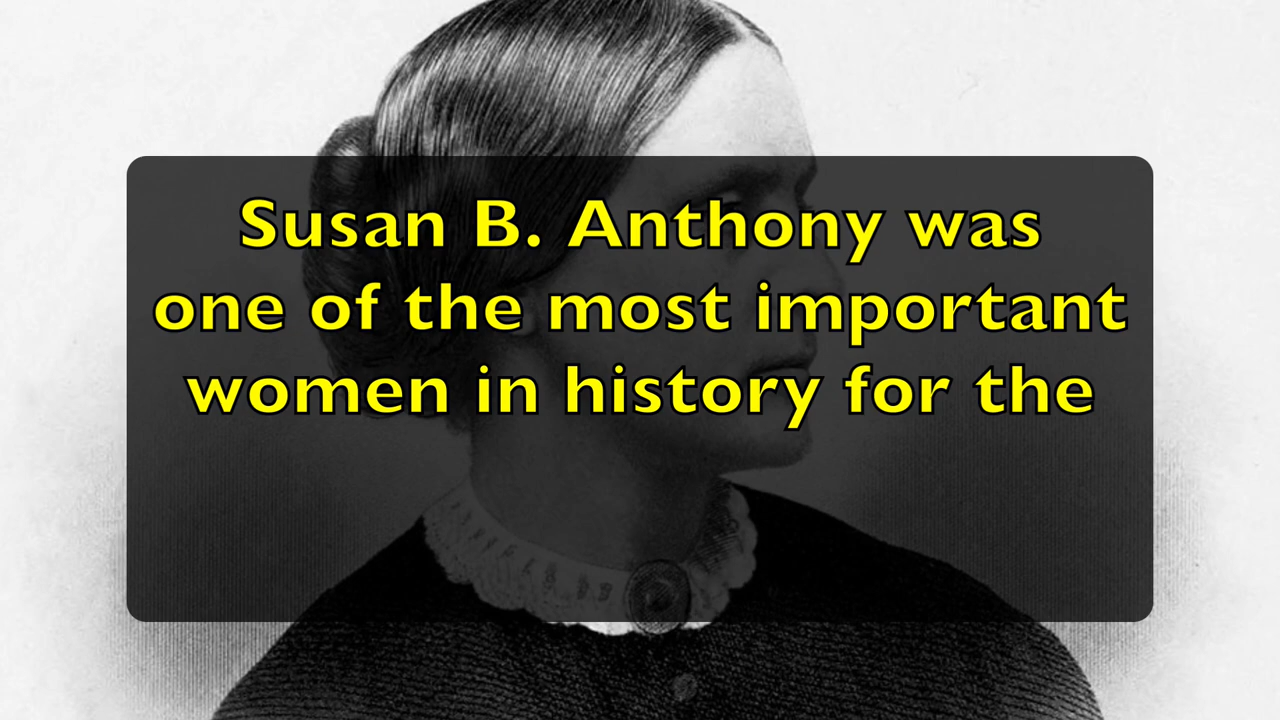 Susan B. Anthony was
one of the most important
women in history for the